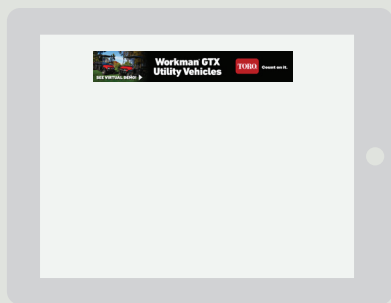 Workman GTX
Utility Vehicles
SEE VIRTUAL DEMO!
TORO
Count on it.